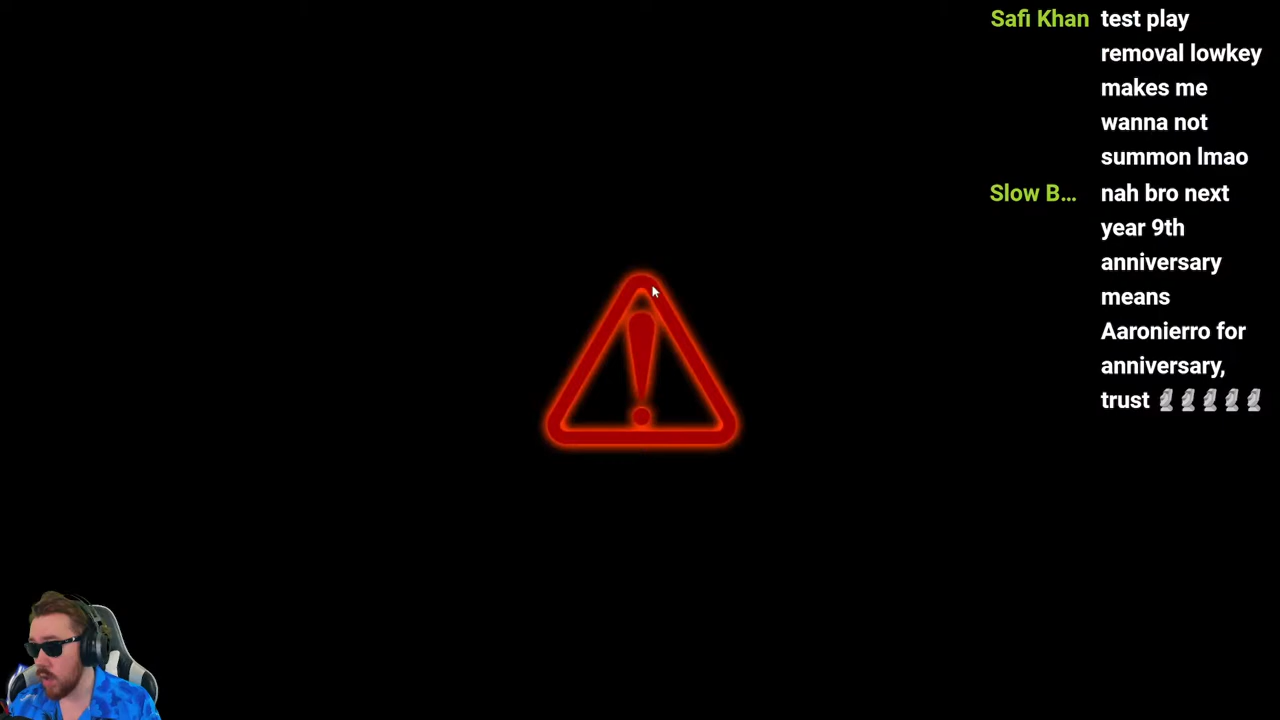 Safi Khan test play
removal lowkey
makes me
wanna not
summon lmao
Slow B... nah bro next
year 9th
anniversary
means
Aaronierro for
anniversary,
trust 🗿🗿🗿🗿🗿